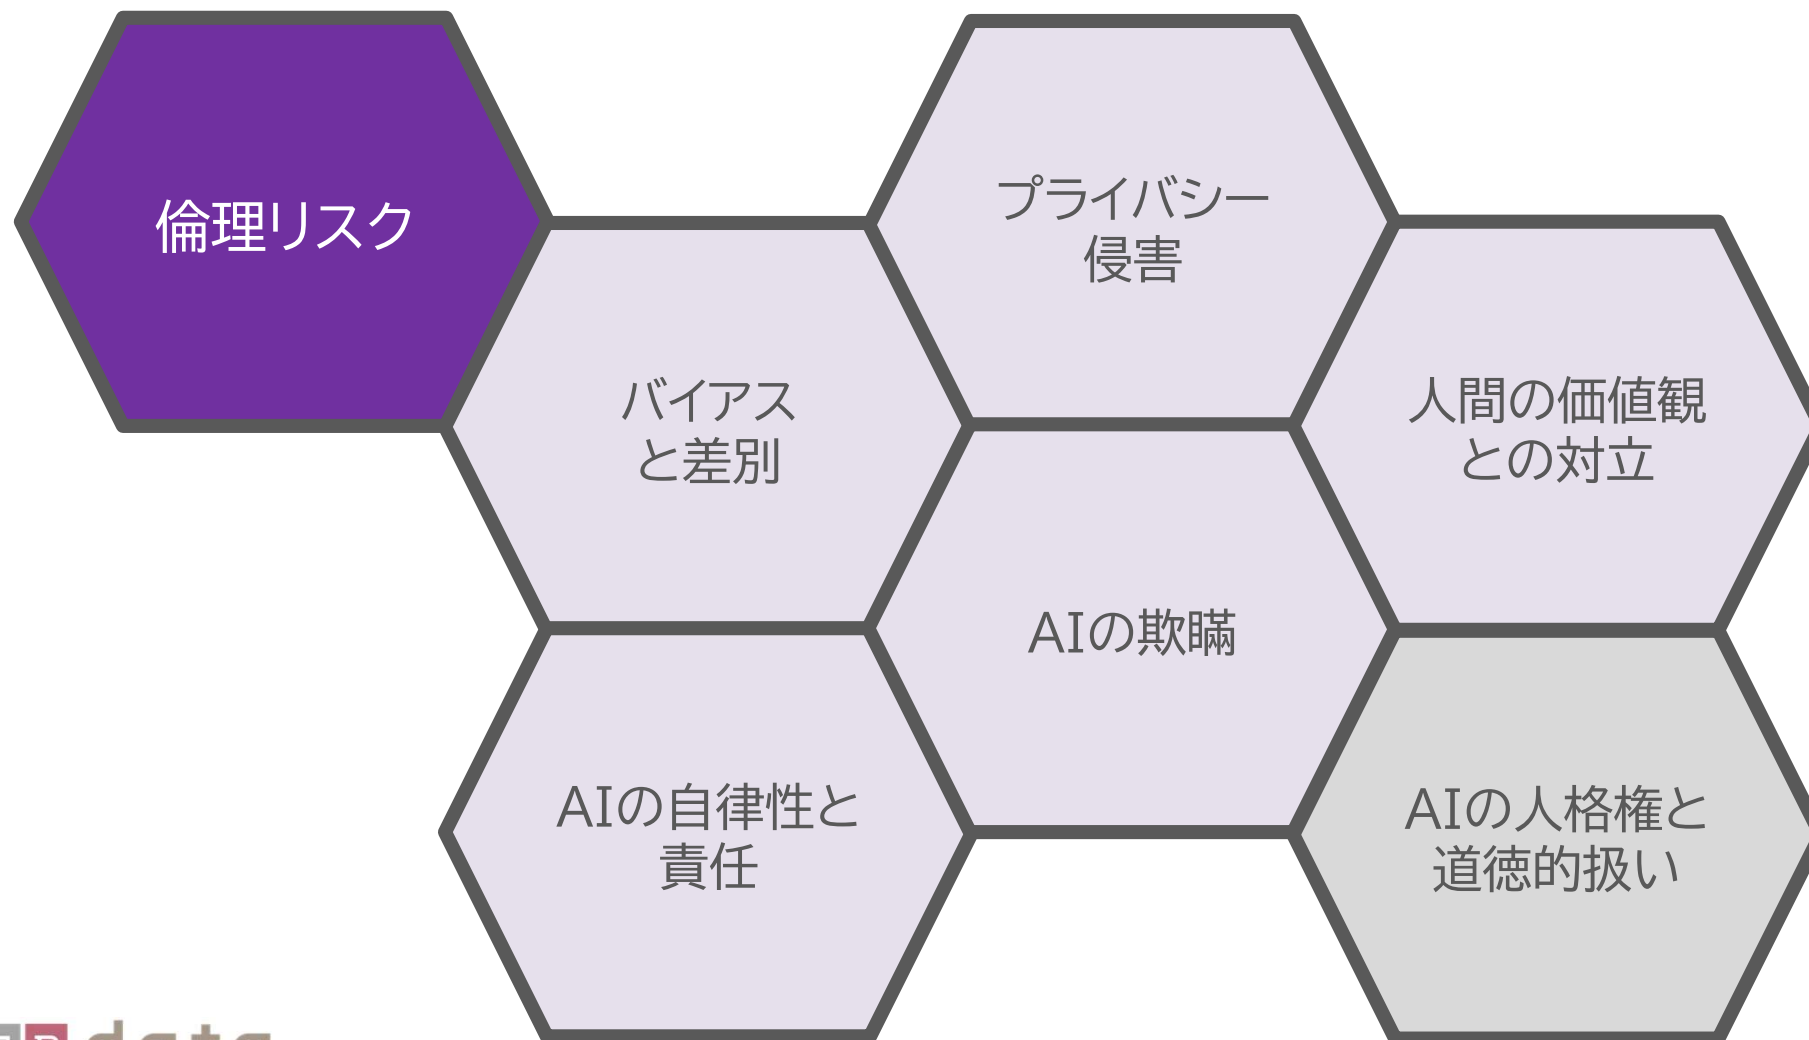 倫理リスク
プライバシー
侵害
バイアス
と差別
人間の価値観
との対立
AIの欺瞞
AIの自律性と
責任
AIの人格権と
道徳的扱い